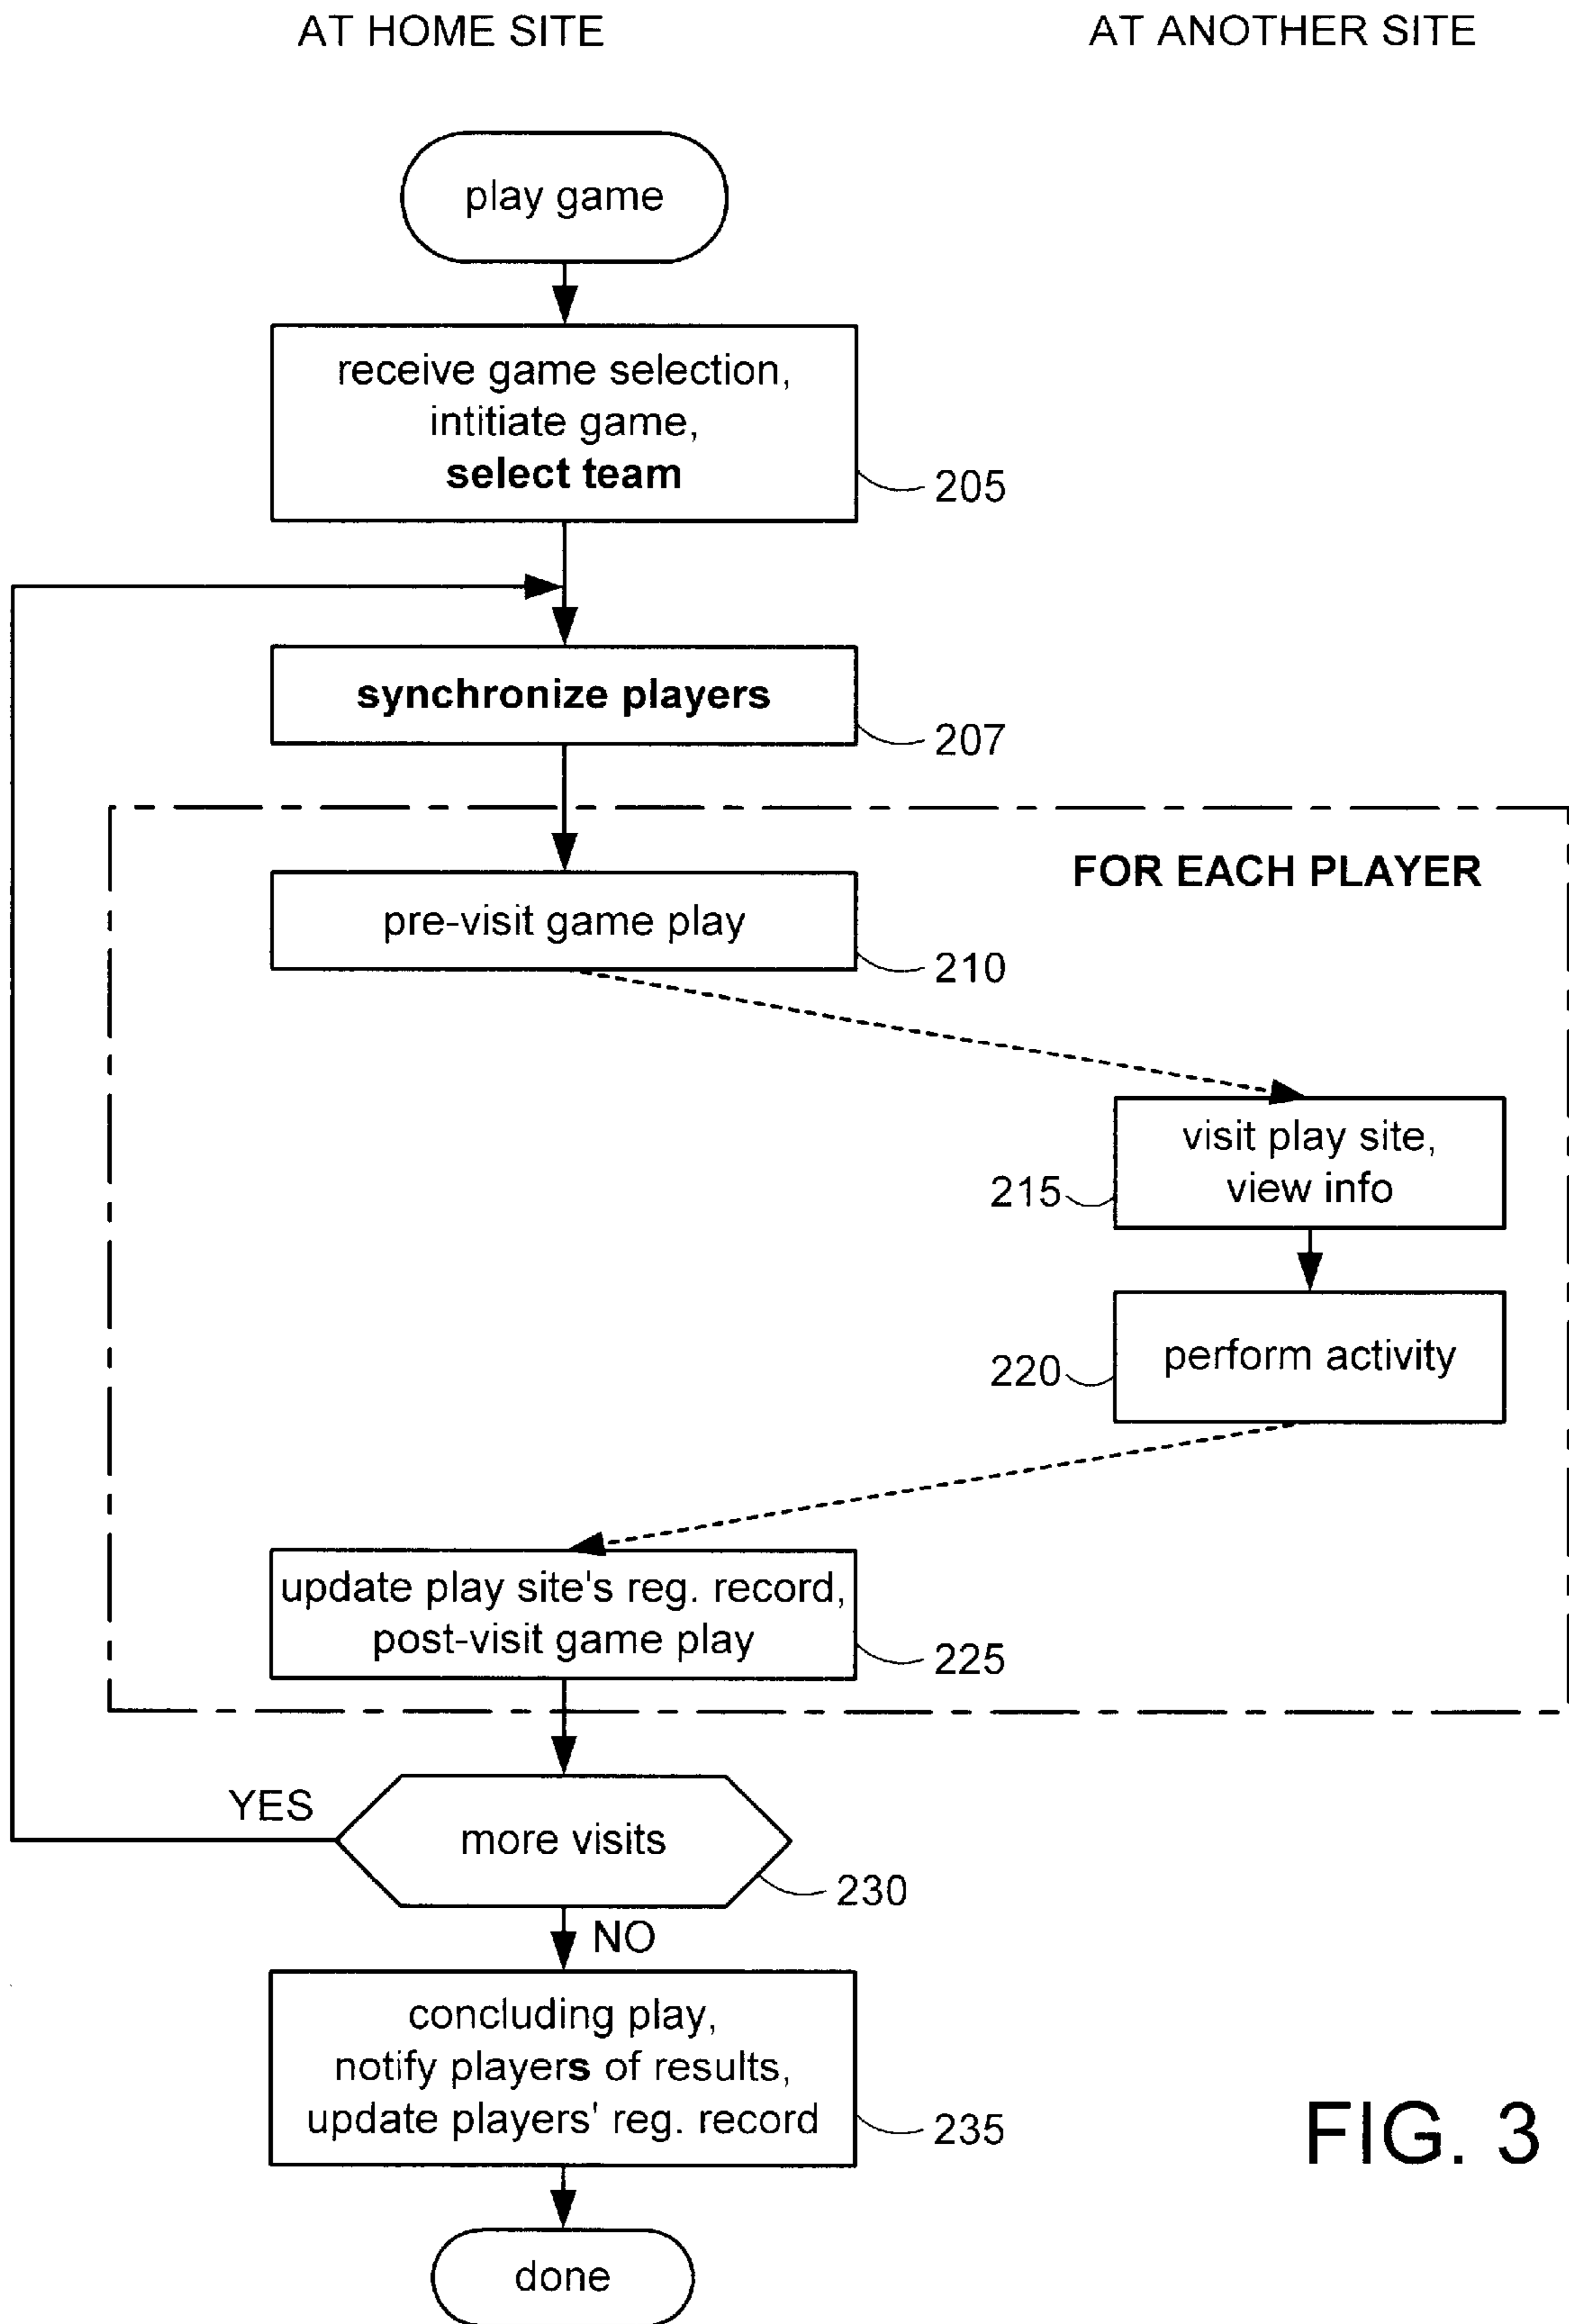 AT HOME SITE
AT ANOTHER SITE
play game
receive game selection,
intitiate game,
select team
205
synchronize players
207
FOR EACH PLAYER
pre-visit game play
210
visit play site,
view info
215
perform activity
220
update play site's reg. record,
post-visit game play
225
YES
more visits
230
NO
concluding play,
notify players of results,
update players' reg. record
235
FIG. 3
done